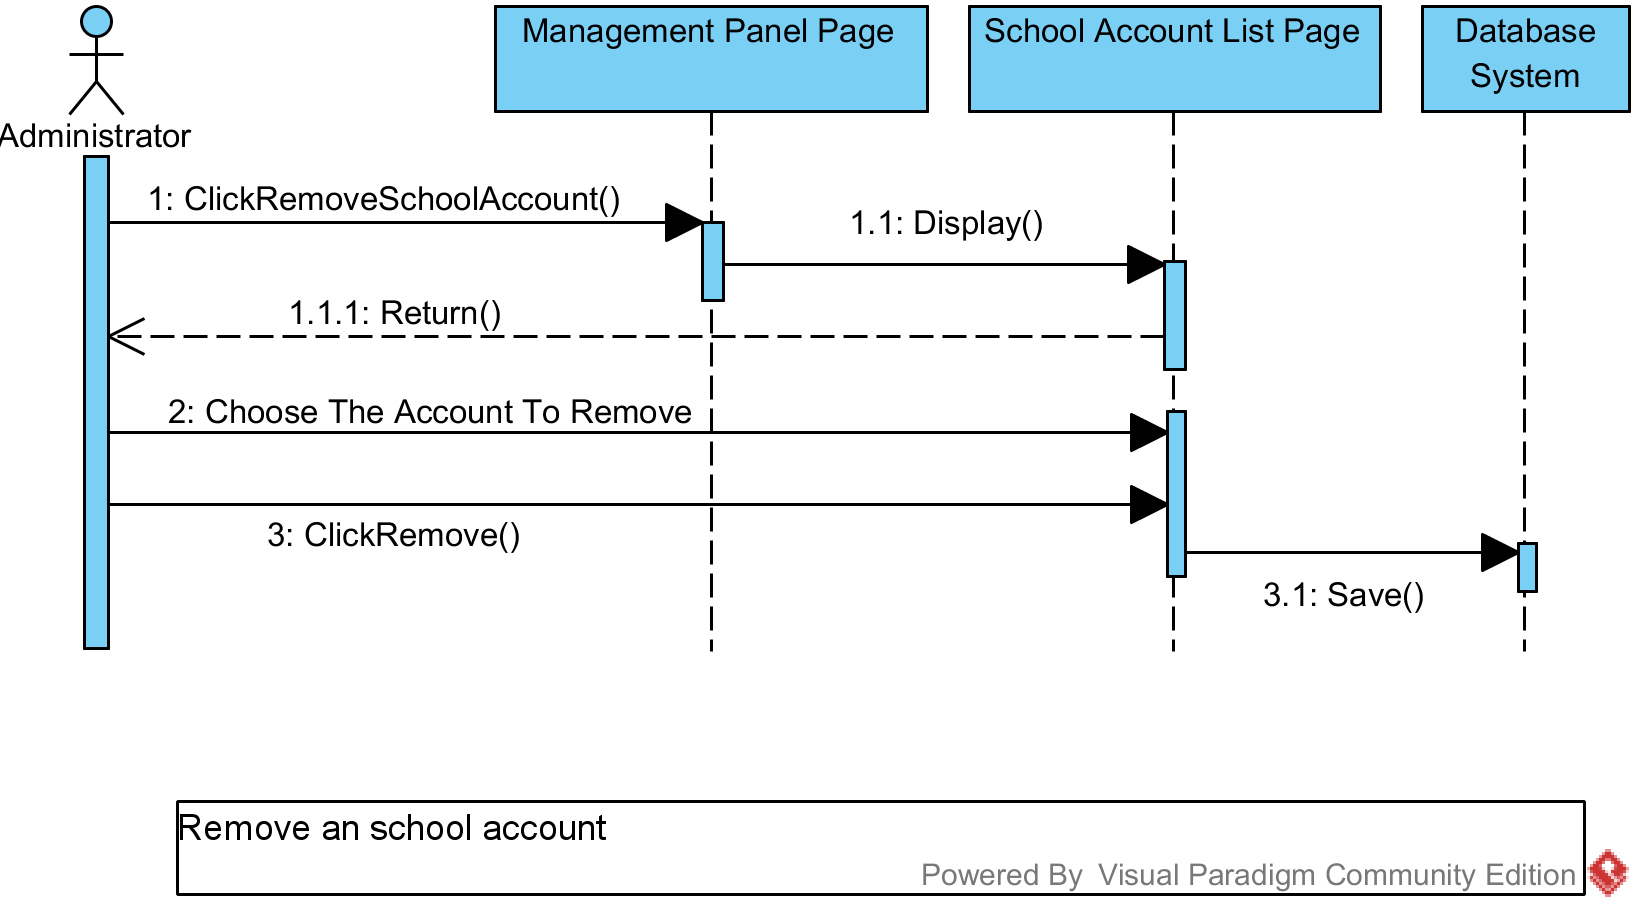 Management Panel Page
School Account List Page
Database
System
Administrator
1: ClickRemoveSchoolAccount()
1.1: Display()
1.1.1: Return()
2: Choose The Account To Remove
3: ClickRemove()
3.1: Save()
Remove an school account
Powered By Visual Paradigm Community Edition